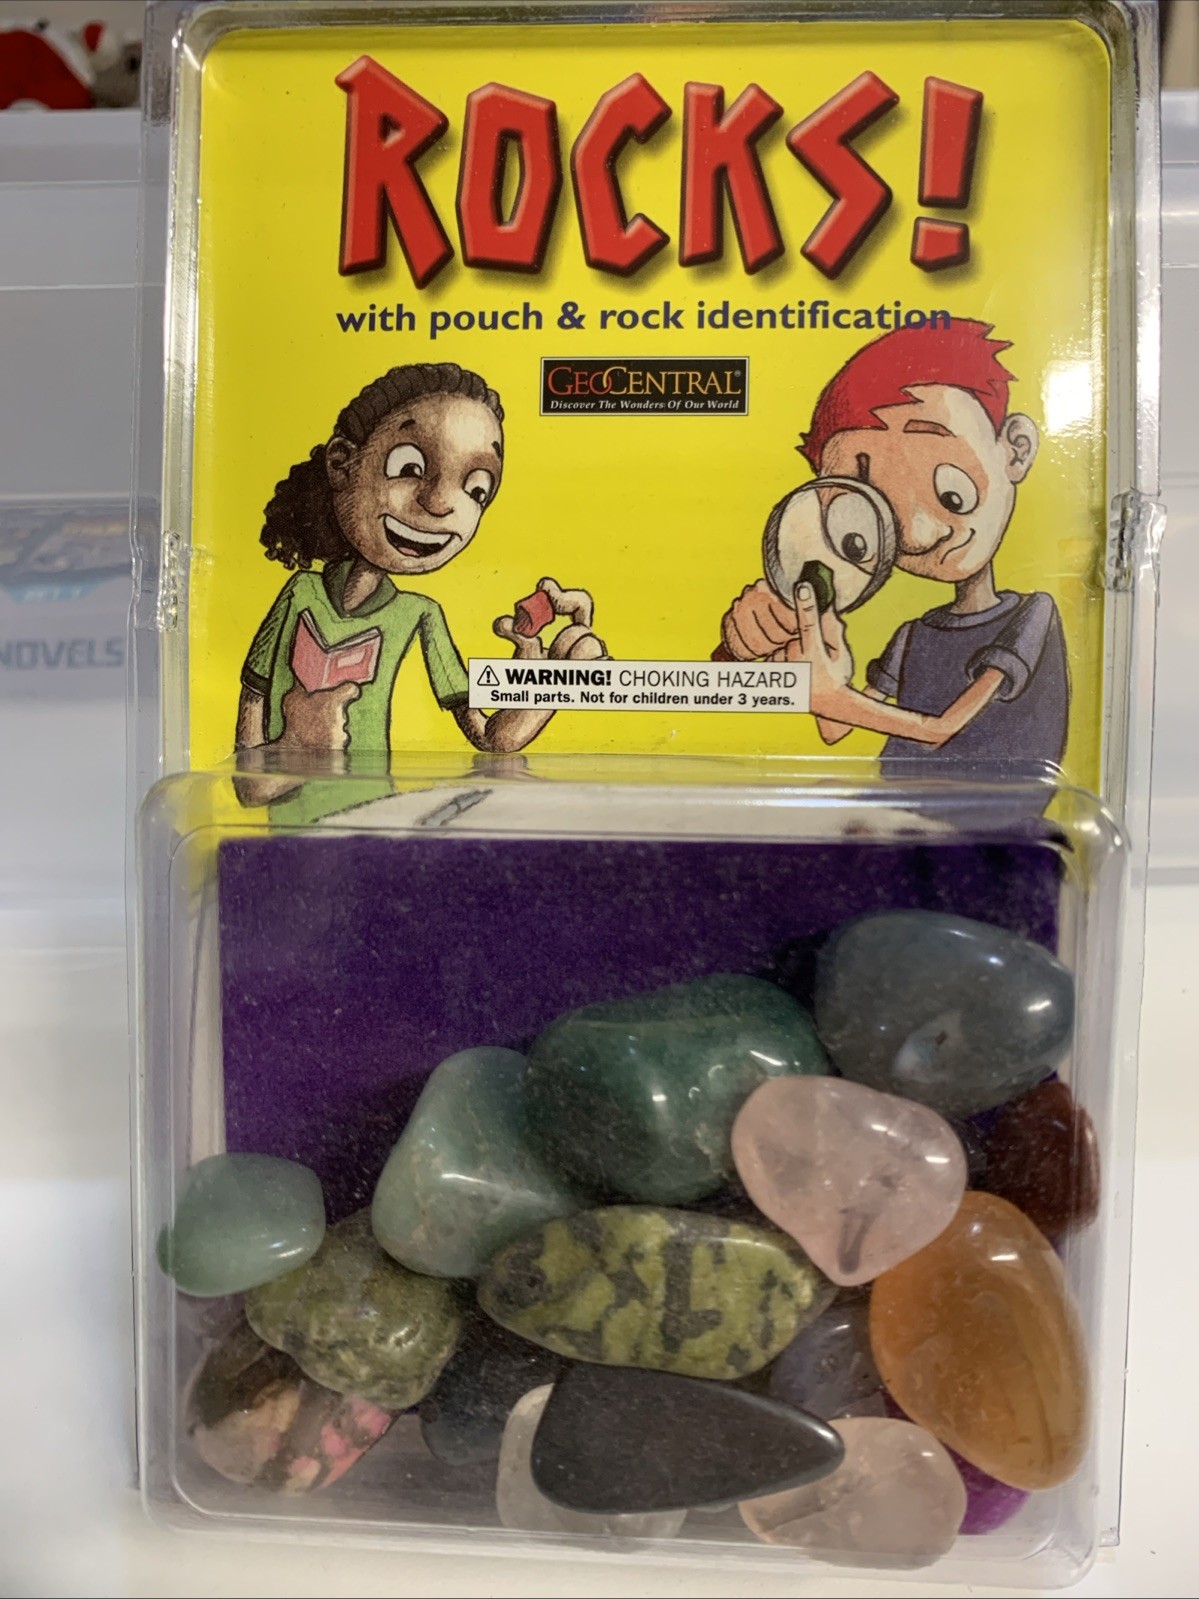 ROCKS!
with pouch & rock identification
GEOCENTRAL®
Discover The Wonders Of Our World
⚠ WARNING! CHOKING HAZARD
Small parts. Not for children under 3 years.
NOVELS